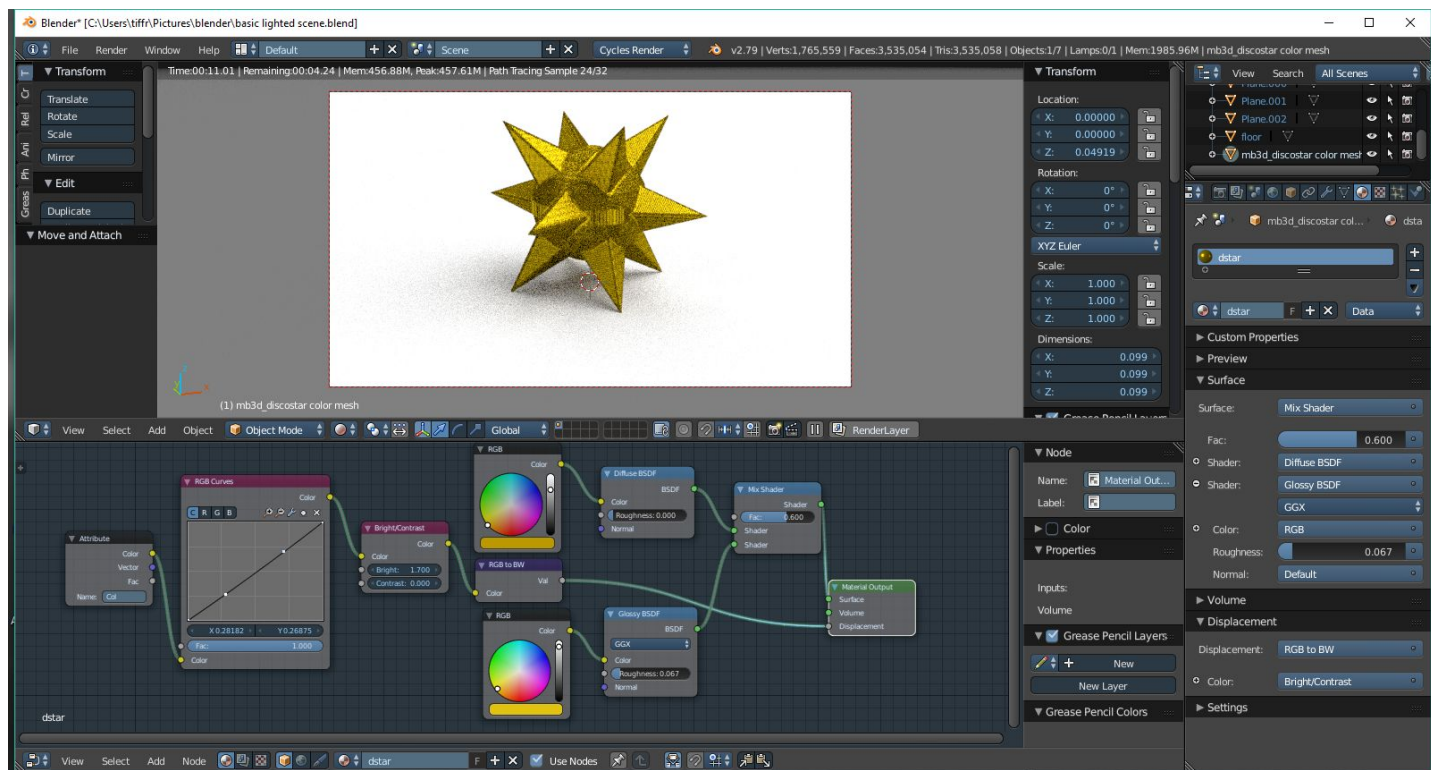 Blender* [C:\Users\tiffr\Pictures\blender\basic lighted scene.blend]
File Render Window Help Default Scene Cycles Render v2.79 | Verts:1,765,559 | Faces:3,535,054 | Tris:3,535,058 | Objects:1/7 | Lamps:0/1 | Mem:1985.96M | mb3d_discostar color mesh
Time:00:11.01 | Remaining:00:04.24 | Mem:456.88M, Peak:457.61M | Path Tracing Sample 24/32
T
Cr
Rel
Ani
Ph
Greas
Transform
Translate
Rotate
Scale
Mirror
Edit
Duplicate
Move and Attach
(1) mb3d_discostar color mesh
Transform
Location:
X: 0.00000
Y: 0.00000
Z: 0.04919
Rotation:
X: 0°
Y: 0°
Z: 0°
XYZ Euler
Scale:
X: 1.000
Y: 1.000
Z: 1.000
Dimensions:
X: 0.099
Y: 0.099
Z: 0.099
Grease Pencil Layers
View Search All Scenes
Plane.001
Plane.002
floor
mb3d_discostar color mesh
mb3d_discostar col... dsta
dstar
dstar F Data
Custom Properties
Preview
Surface
Surface: Mix Shader
Fac: 0.600
Shader: Diffuse BSDF
Shader: Glossy BSDF
GGX
Color: RGB
Roughness: 0.067
Normal: Default
Volume
Displacement
Displacement: RGB to BW
Color: Bright/Contrast
Settings
View Select Add Object Object Mode Global RenderLayer
Attribute
Color
Vector
Fac
Name: Col
RGB Curves
Color
C R G B
X 0.28182 Y 0.26875
Fac: 1.000
Color
Bright/Contrast
Color
Color
Bright: 1.700
Contrast: 0.000
RGB
Color
RGB to BW
Val
Color
RGB
Color
Diffuse BSDF
BSDF
Color
Roughness: 0.000
Normal
Glossy BSDF
BSDF
GGX
Color
Roughness: 0.067
Normal
Mix Shader
Shader
Fac: 0.600
Shader
Shader
Material Output
Surface
Volume
Displacement
dstar
Node
Name: Material Out...
Label:
Color
Properties
Inputs:
Volume
Grease Pencil Layers
New
New Layer
Grease Pencil Colors
View Select Add Node dstar F Use Nodes